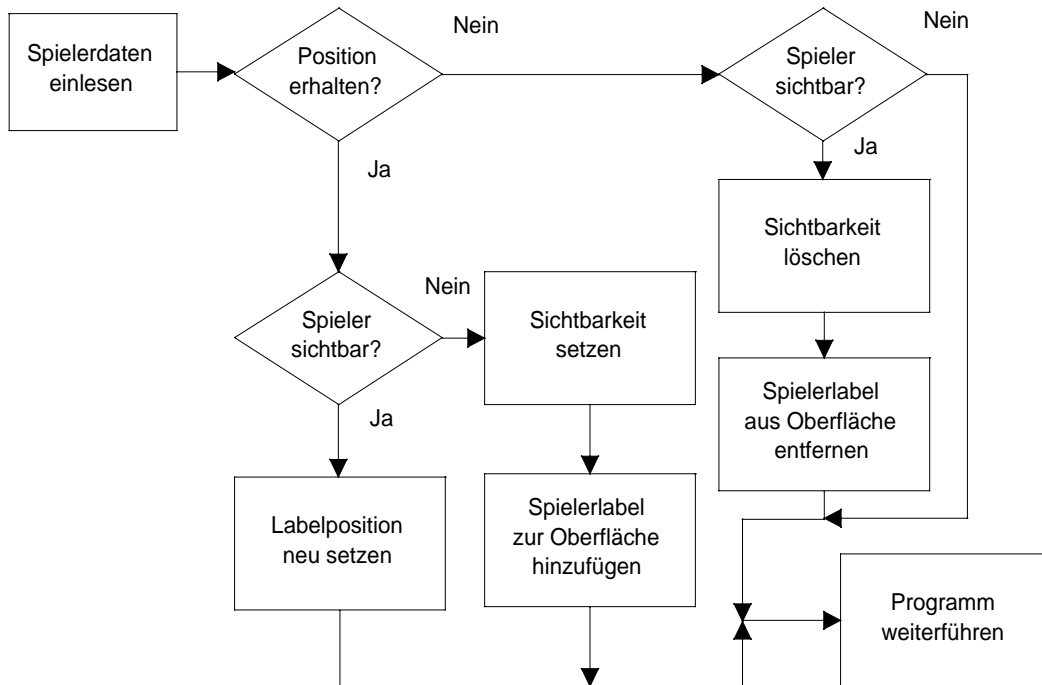 Spielerdaten
einlesen
Position
erhalten?
Nein
Spieler
sichtbar?
Nein
Ja
Ja
Sichtbarkeit
löschen
Spieler
sichtbar?
Nein
Sichtbarkeit
setzen
Ja
Spielerlabel
aus Oberfläche
entfernen
Labelposition
neu setzen
Spielerlabel
zur Oberfläche
hinzufügen
Programm
weiterführen